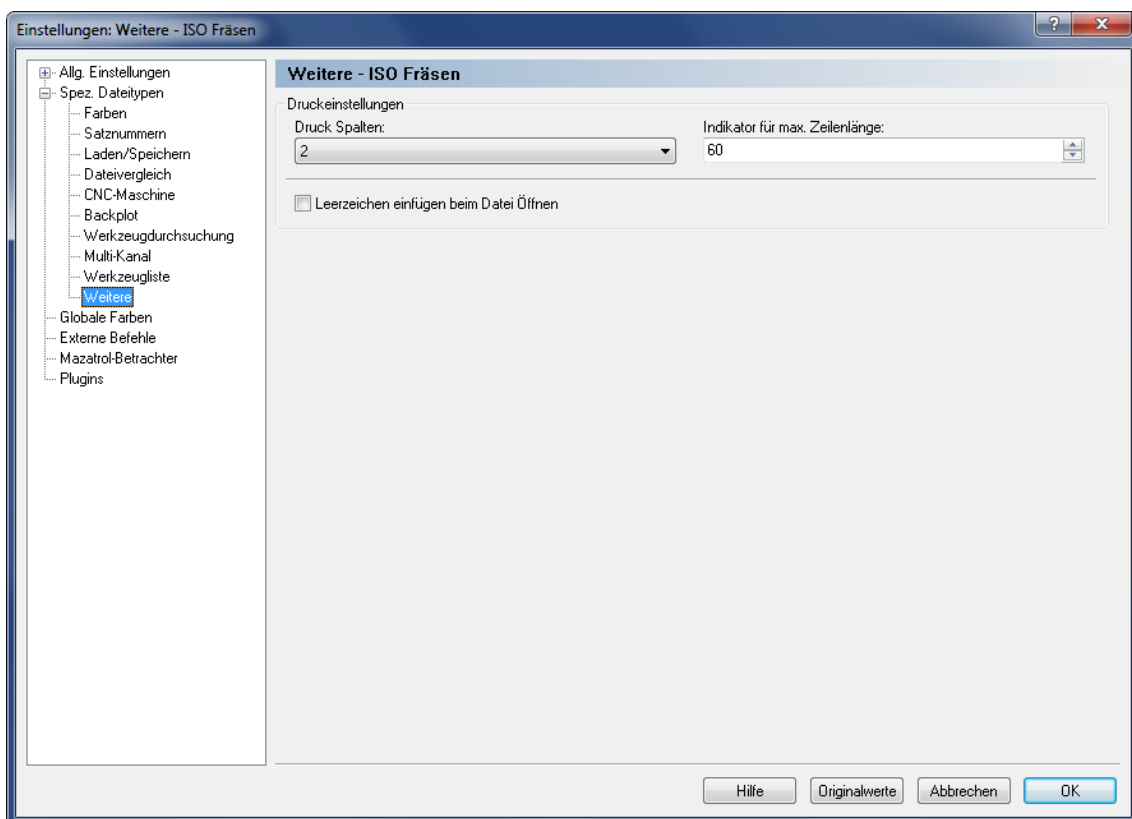 Einstellungen: Weitere - ISO Fräsen
Allg. Einstellungen
Spez. Dateitypen
Farben
Satznummern
Laden/Speichern
Dateivergleich
CNC-Maschine
Backplot
Werkzeugdurchsuchung
Multi-Kanal
Werkzeugliste
Weitere
Globale Farben
Externe Befehle
Mazatrol-Betrachter
Plugins
Weitere - ISO Fräsen
Druckeinstellungen
Druck Spalten: Indikator für max. Zeilenlänge:
2 60
Leerzeichen einfügen beim Datei Öffnen
Hilfe Originalwerte Abbrechen OK